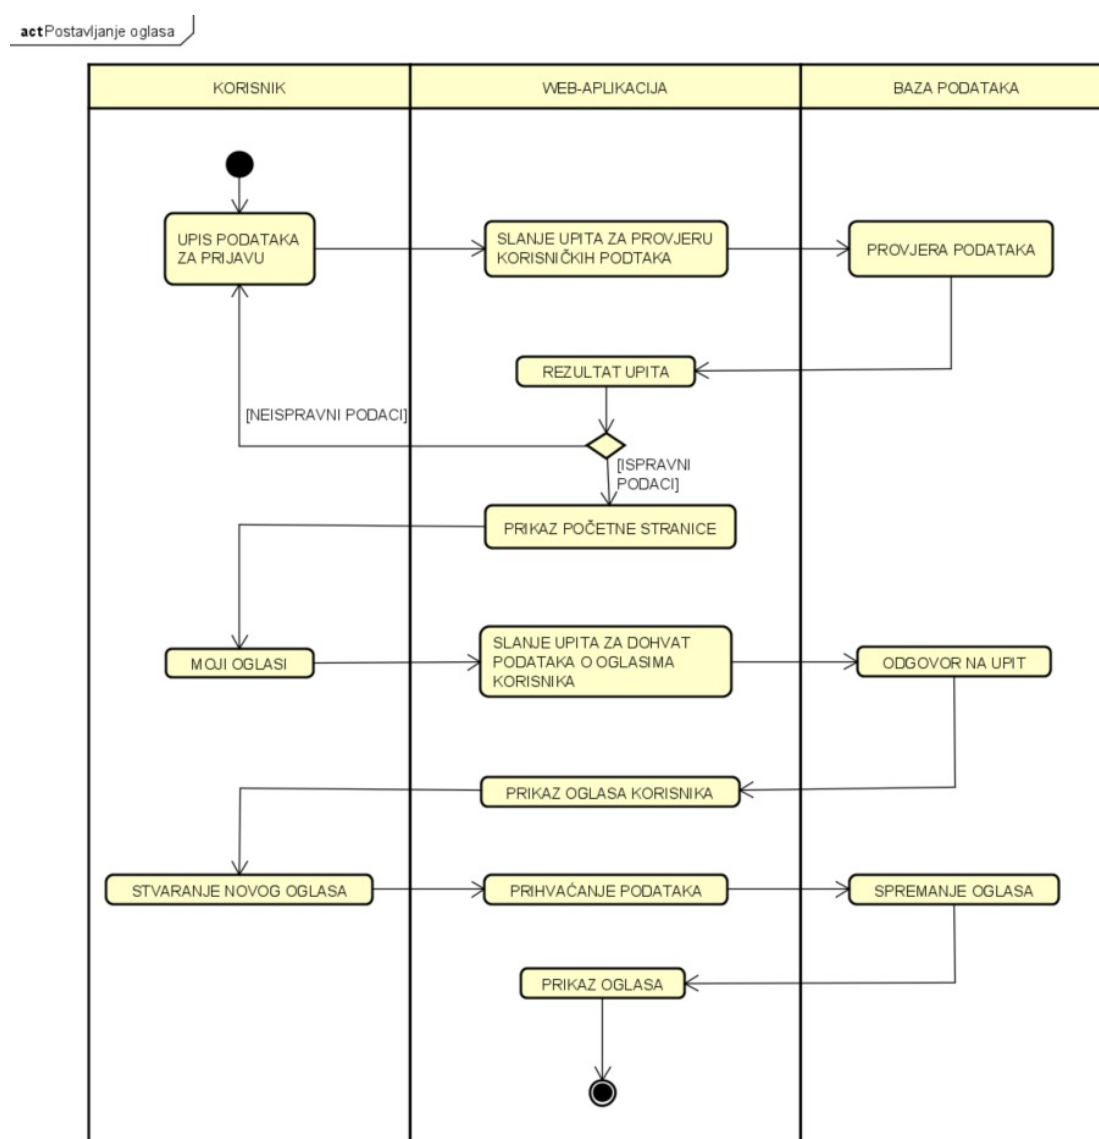 act Postavljanje oglasa
KORISNIK
WEB-APLIKACIJA
BAZA PODATAKA
UPIS PODATAKA
ZA PRIJAVU
SLANJE UPITA ZA PROVJERU
KORISNIČKIH PODTAKA
PROVJERA PODATAKA
REZULTAT UPITA
[NEISPRAVNI PODACI]
[ISPRAVNI
PODACI]
PRIKAZ POČETNE STRANICE
MOJI OGLASI
SLANJE UPITA ZA DOHVAT
PODATAKA O OGLASIMA
KORISNIKA
ODGOVOR NA UPIT
PRIKAZ OGLASA KORISNIKA
STVARANJE NOVOG OGLASA
PRIHVAĆANJE PODATAKA
SPREMANJE OGLASA
PRIKAZ OGLASA